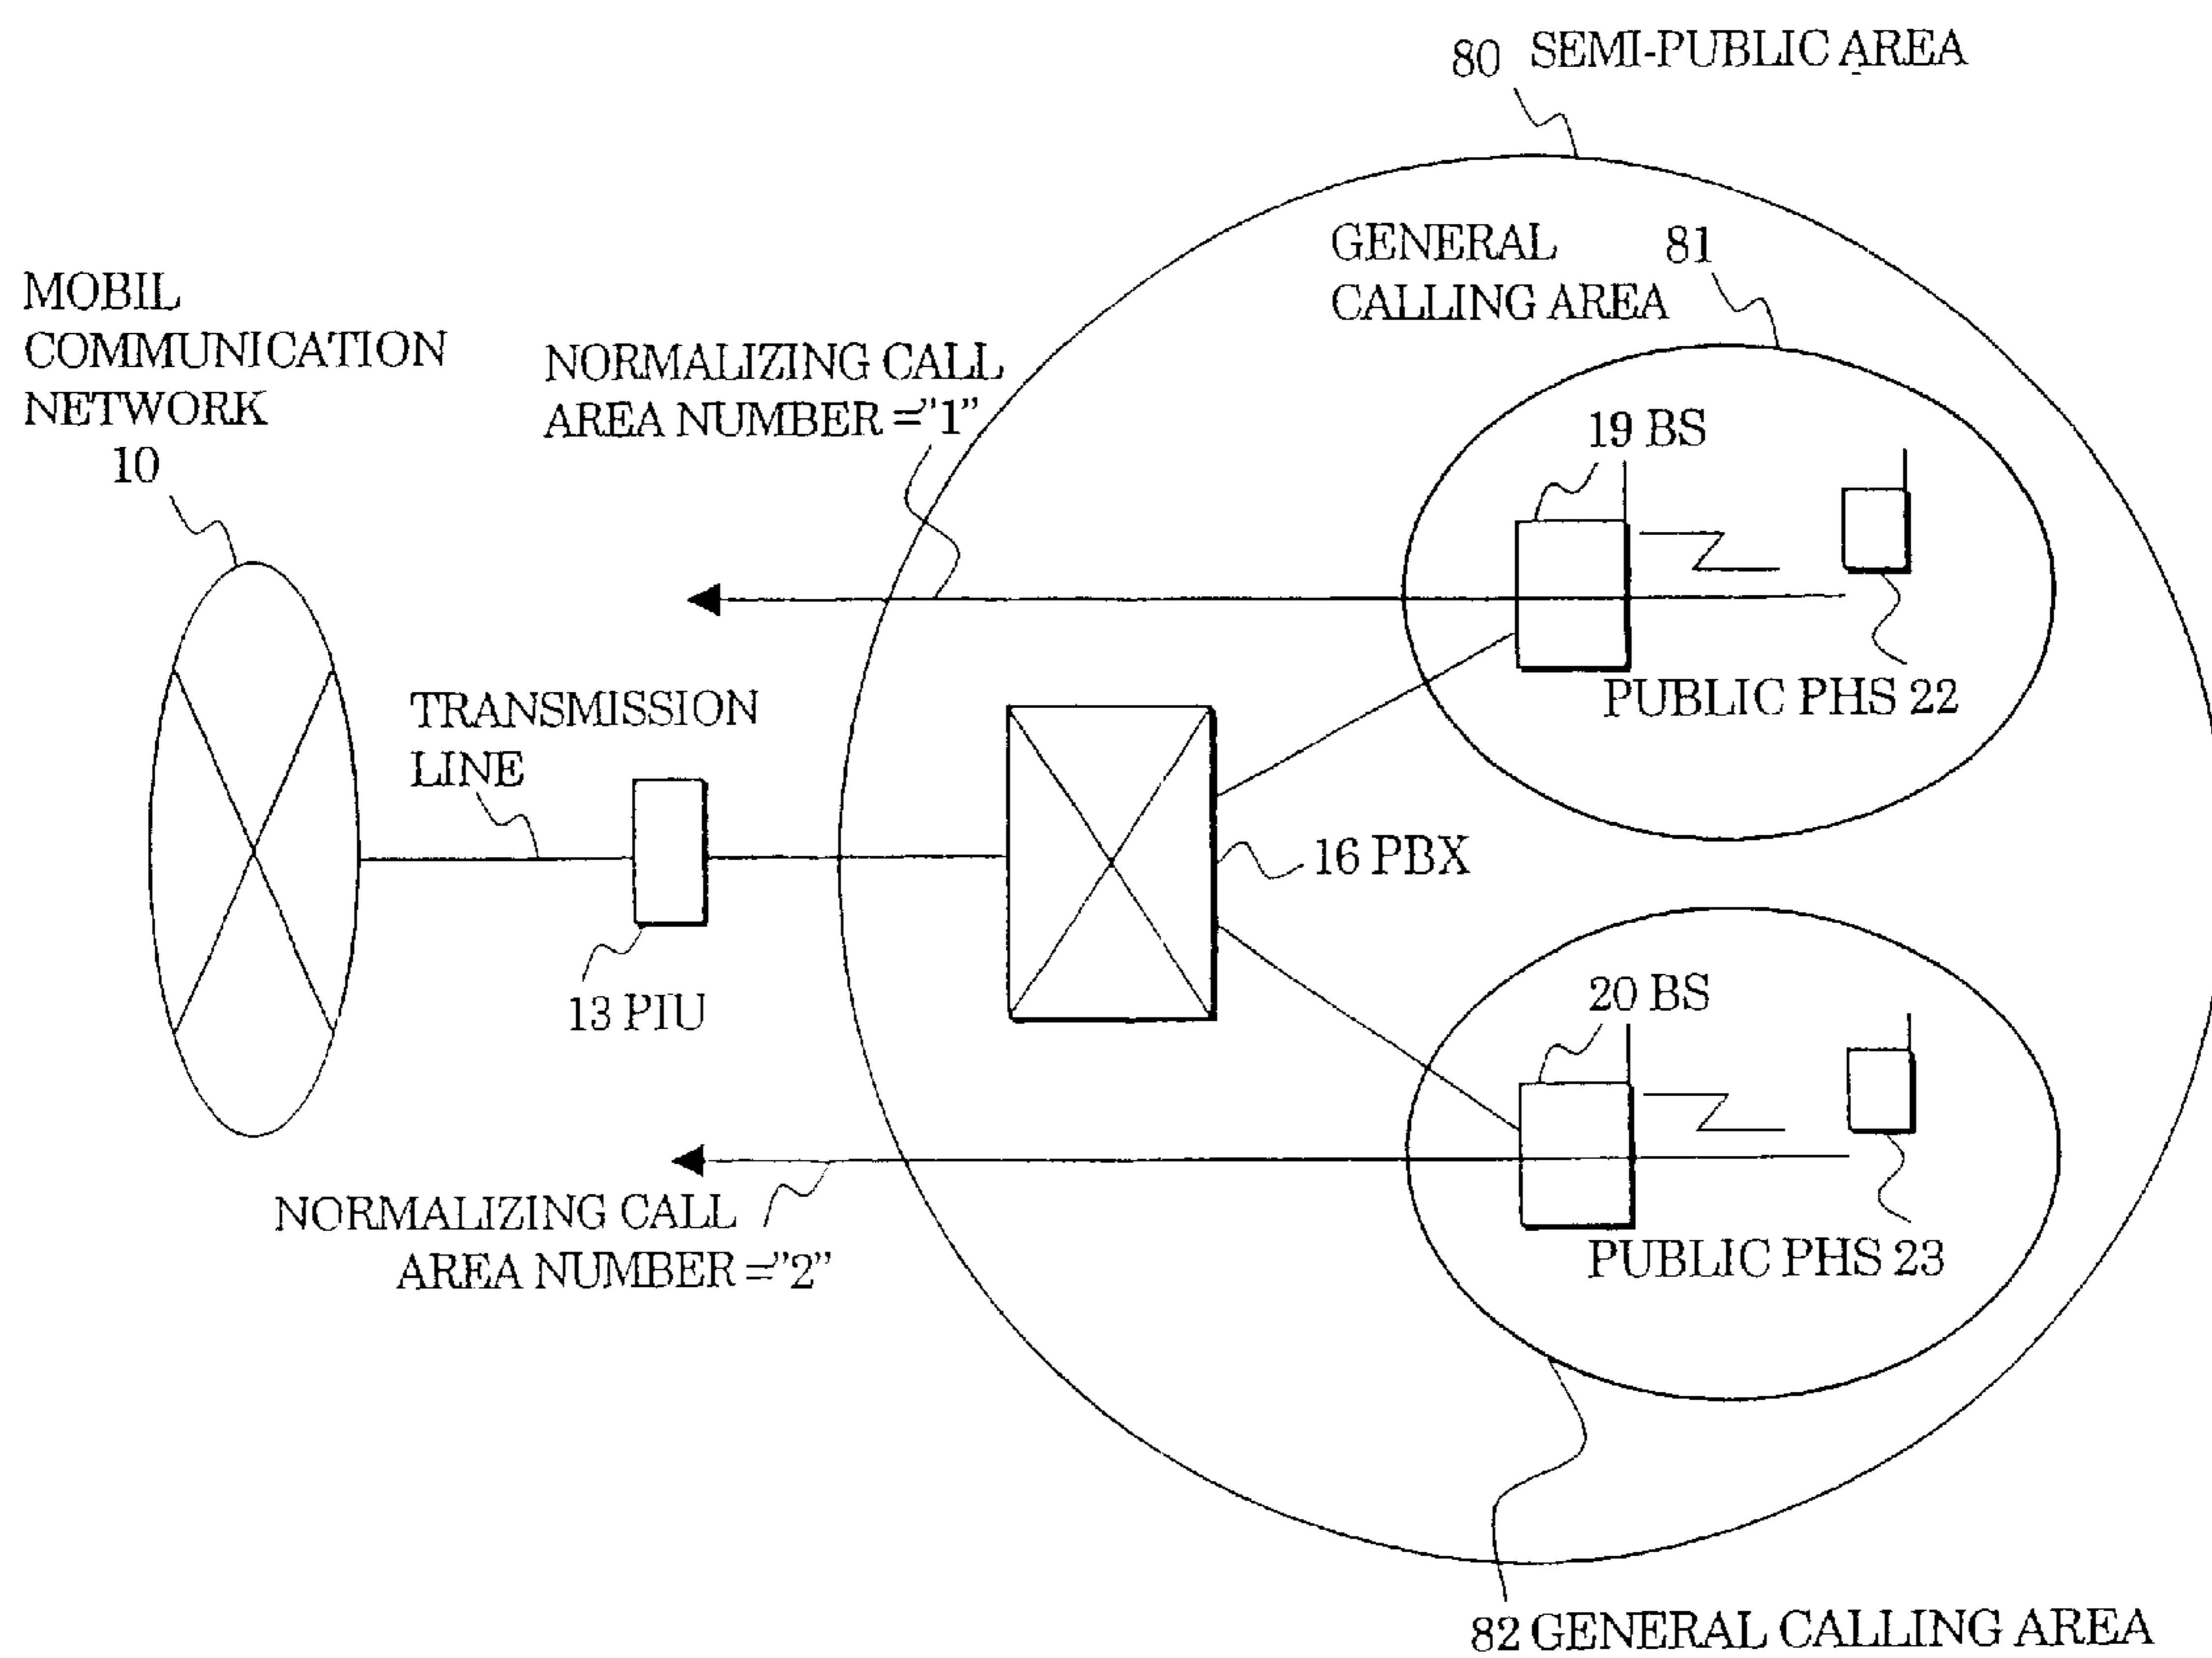 80 SEMI-PUBLIC AREA
GENERAL 81
CALLING AREA
MOBIL
COMMUNICATION
NETWORK
10
NORMALIZING CALL
AREA NUMBER ="1"
19 BS
PUBLIC PHS 22
TRANSMISSION
LINE
16 PBX
13 PIU
20 BS
NORMALIZING CALL
AREA NUMBER ="2"
PUBLIC PHS 23
82 GENERAL CALLING AREA